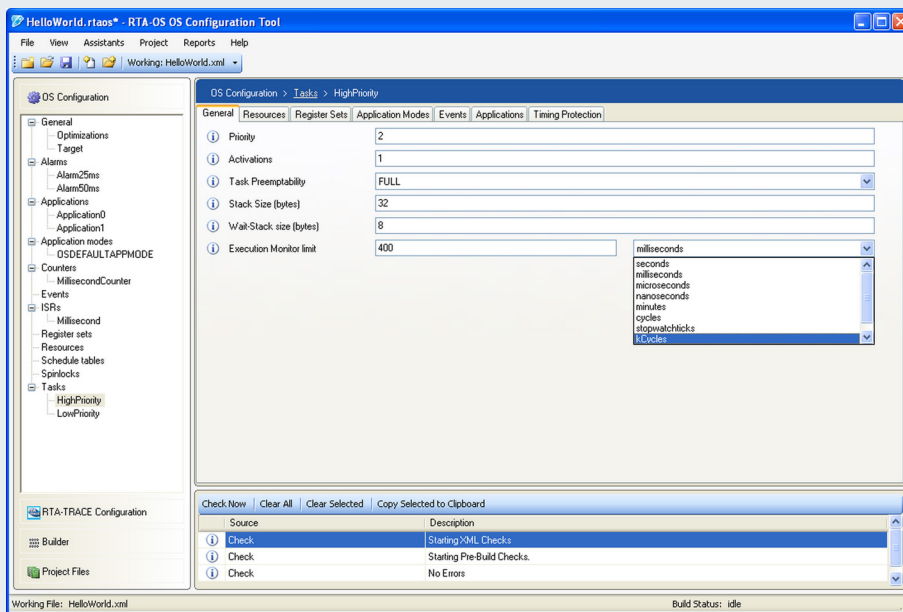 HelloWorld.rtaos* - RTA-OS OS Configuration Tool
File View Assistants Project Reports Help
Working: HelloWorld.xml
OS Configuration
General
Optimizations
Target
Alarms
Alarm25ms
Alarm50ms
Applications
Application0
Application1
Application modes
OSDEFAULTAPPMODE
Counters
MillisecondCounter
Events
ISRs
Millisecond
Register sets
Resources
Schedule tables
Spinlocks
Tasks
HighPriority
LowPriority
RTA-TRACE Configuration
Builder
Project Files
OS Configuration > Tasks > HighPriority
General Resources Register Sets Application Modes Events Applications Timing Protection
Priority 2
Activations 1
Task Preemptability FULL
Stack Size (bytes) 32
Wait-Stack size (bytes) 8
Execution Monitor limit 400 milliseconds
seconds
milliseconds
microseconds
nanoseconds
minutes
cycles
stopwatchticks
kCycles
Check Now Clear All Clear Selected Copy Selected to Clipboard
Source Description
Check Starting XML Checks
Check Starting Pre-Build Checks.
Check No Errors
Working File: HelloWorld.xml Build Status: idle